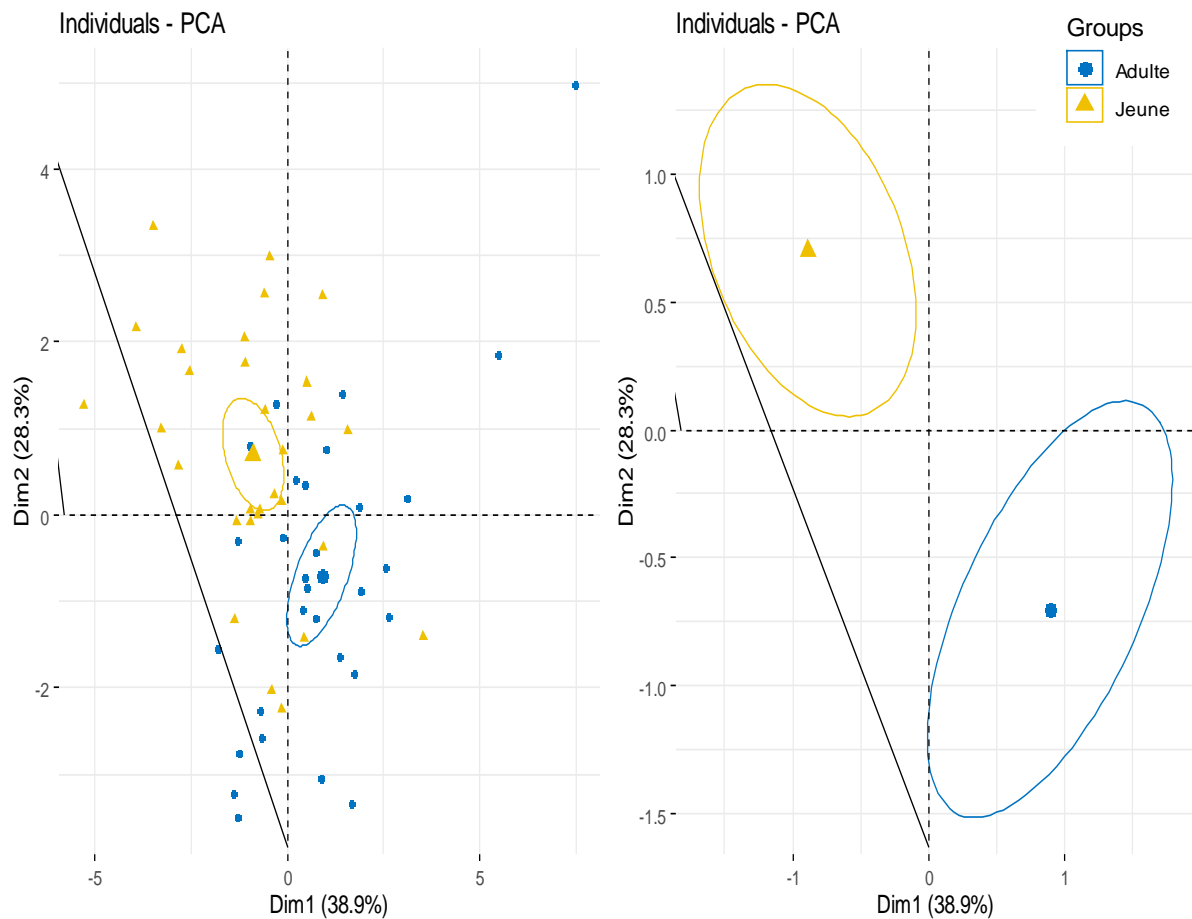 Individuals - PCA
4
2
0
-2
Dim2 (28.3%)
-5
0
5
Dim1 (38.9%)
Individuals - PCA
1.0
0.5
0.0
-0.5
-1.0
-1.5
Dim2 (28.3%)
-1
0
1
Dim1 (38.9%)
Groups
Adulte
Jeune